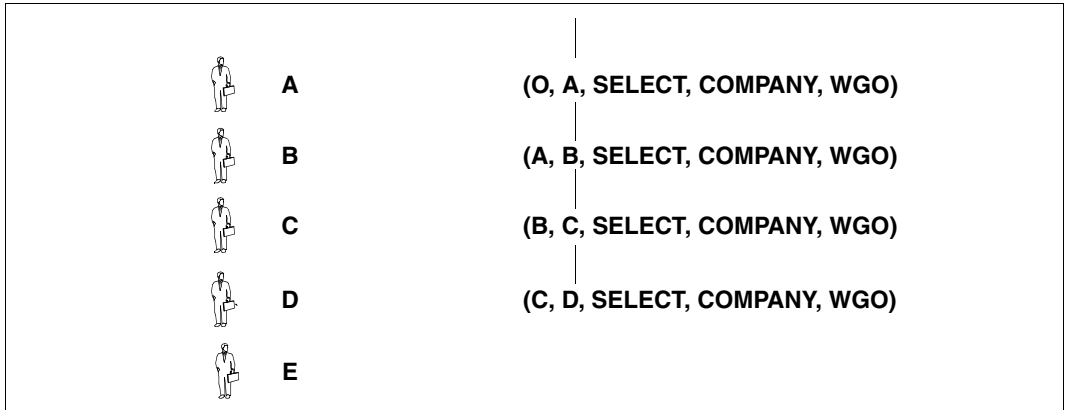 A (O, A, SELECT, COMPANY, WGO)
B (A, B, SELECT, COMPANY, WGO)
C (B, C, SELECT, COMPANY, WGO)
D (C, D, SELECT, COMPANY, WGO)
E